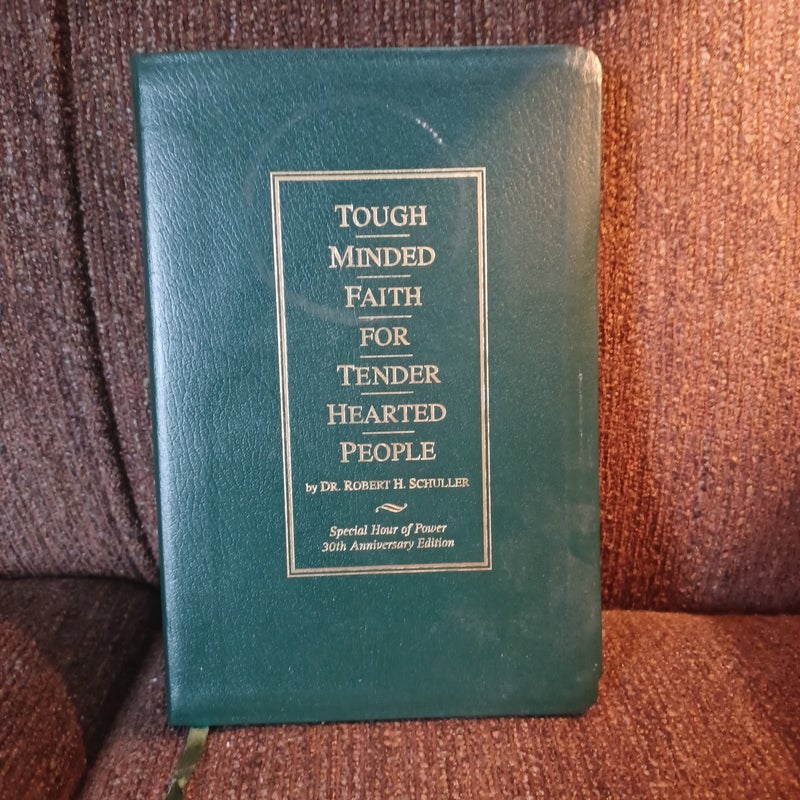 TOUGH
MINDED
FAITH
FOR
TENDER
HEARTED
PEOPLE
by DR. ROBERT H. SCHULLER
Special Hour of Power
30th Anniversary Edition